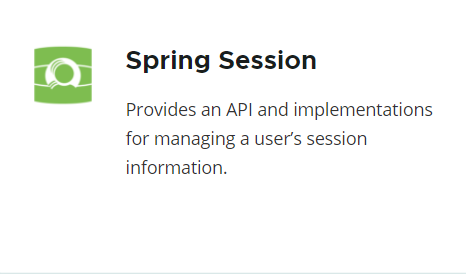 Spring Session
Provides an API and implementations
for managing a user’s session
information.